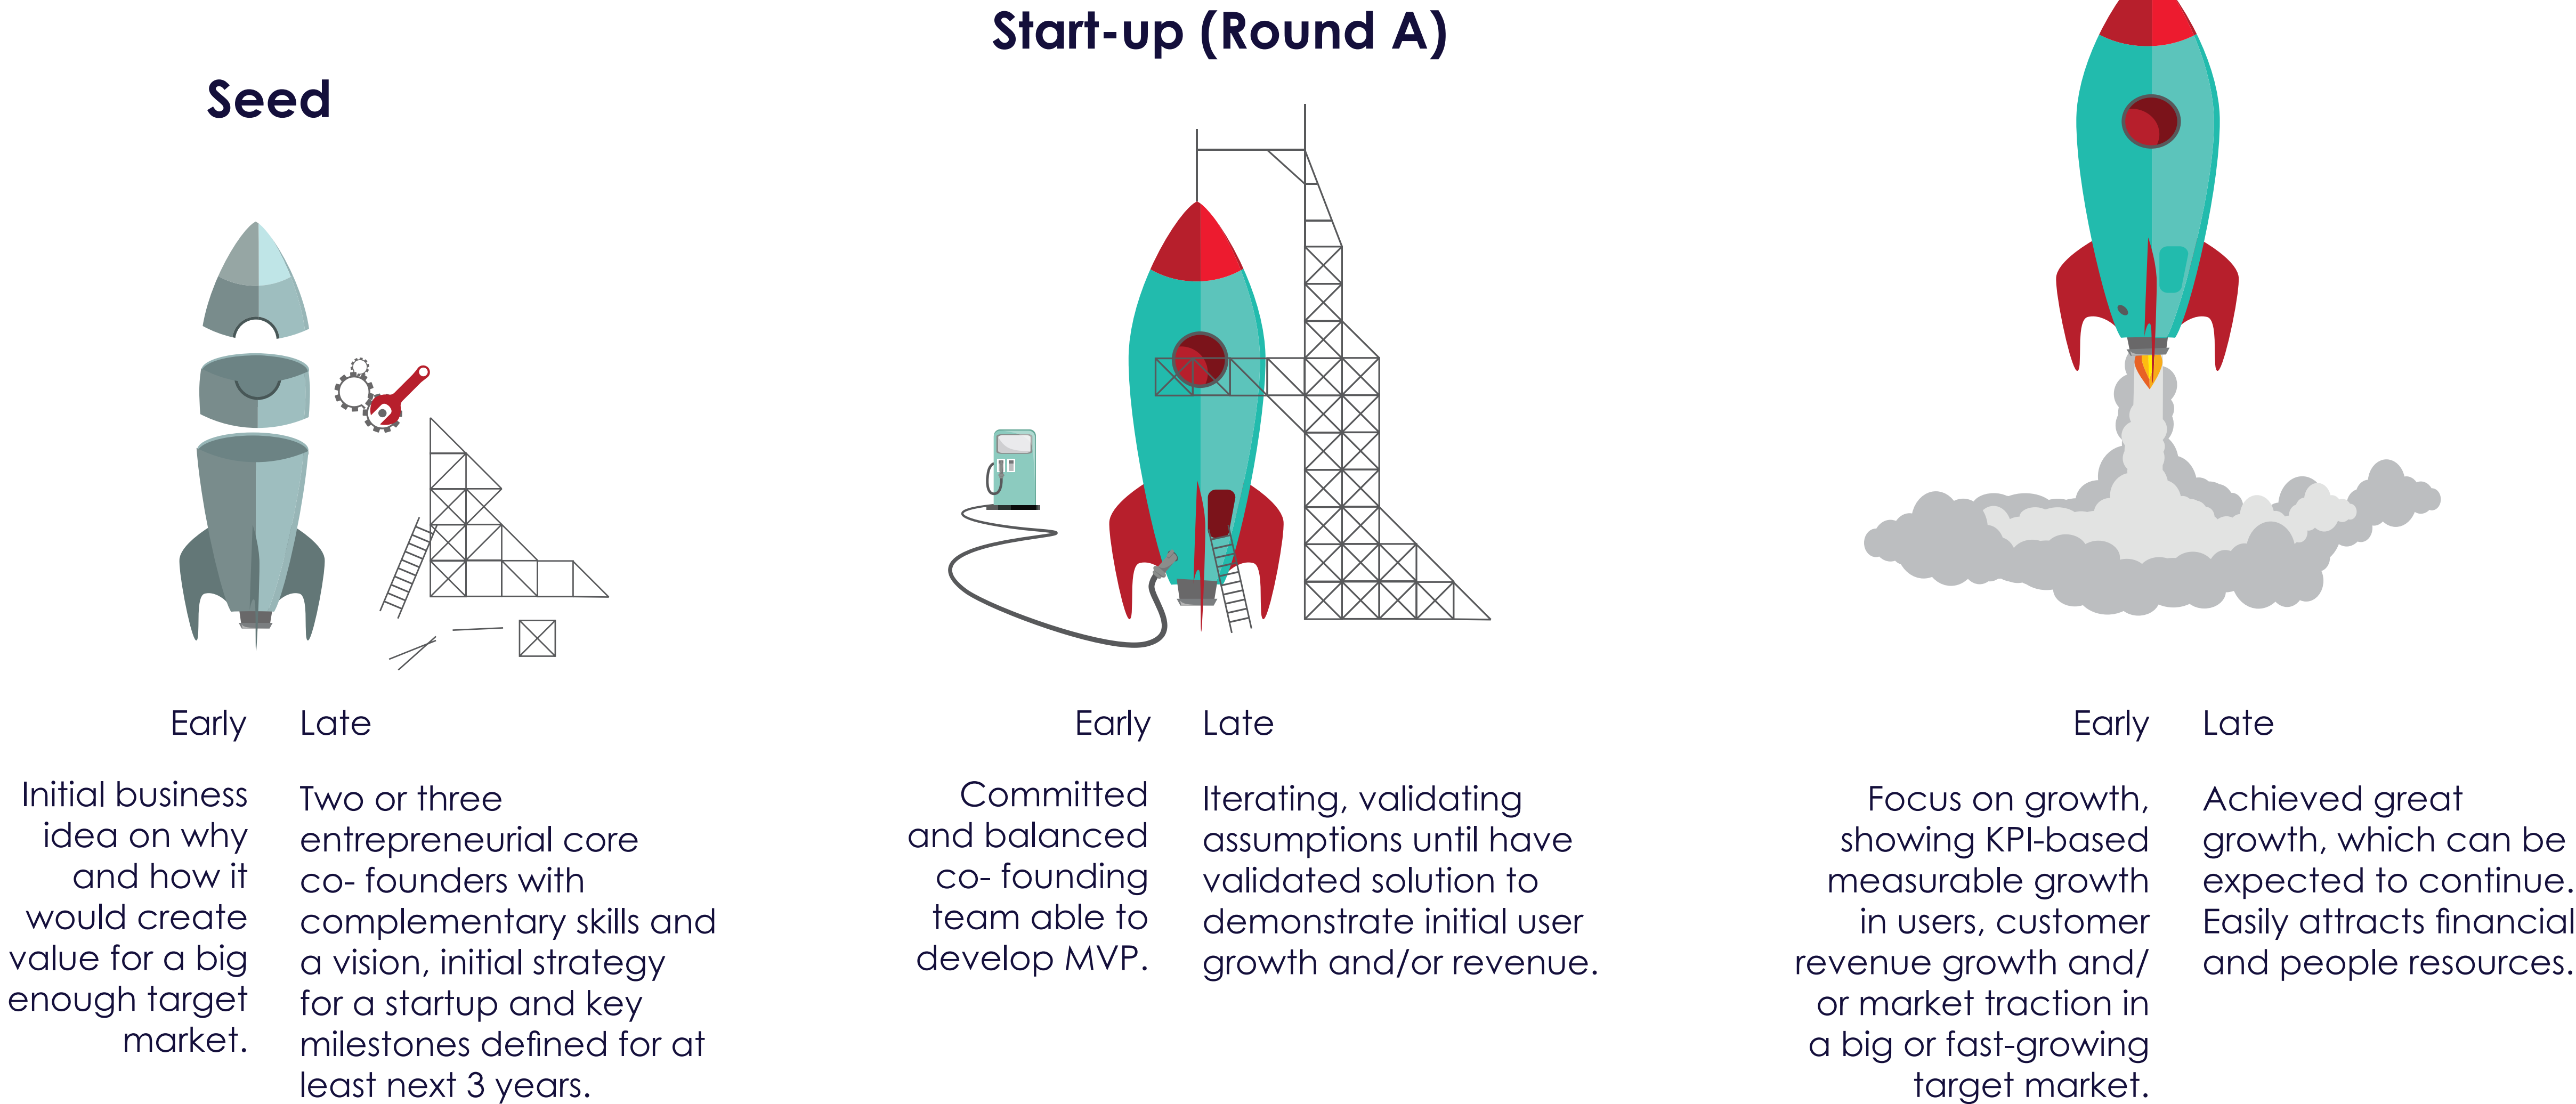 Start-up (Round A)
Seed
Early
Late
Initial business
idea on why
and how it
would create
value for a big
enough target
market.
Two or three
entrepreneurial core
co- founders with
complementary skills and
a vision, initial strategy
for a startup and key
milestones defined for at
least next 3 years.
Early
Late
Committed
and balanced
co- founding
team able to
develop MVP.
Iterating, validating
assumptions until have
validated solution to
demonstrate initial user
growth and/or revenue.
Early
Late
Focus on growth,
showing KPI-based
measurable growth
in users, customer
revenue growth and/
or market traction in
a big or fast-growing
target market.
Achieved great
growth, which can be
expected to continue.
Easily attracts financial
and people resources.